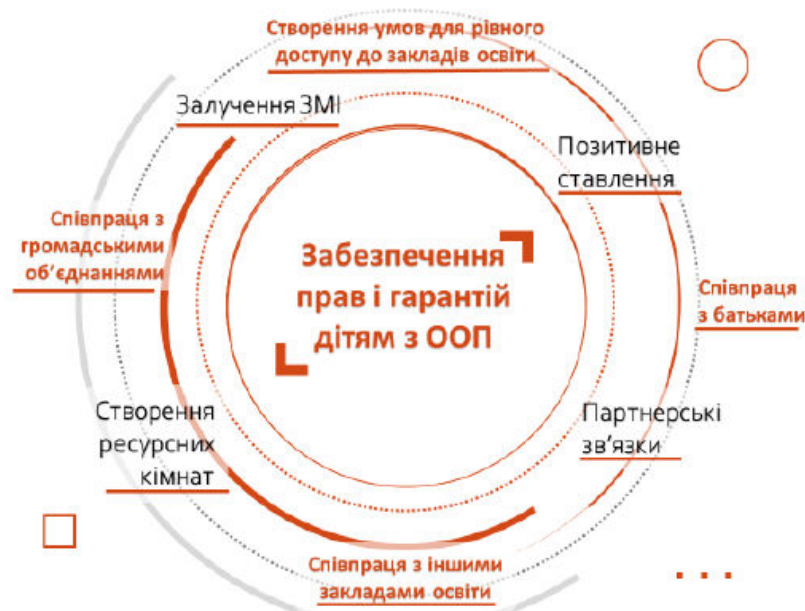 Створення умов для рівного
доступу до закладів освіти
Залучення ЗМІ
Позитивне
ставлення
Співпраця з
громадськими
об’єднаннями
Забезпечення
прав і гарантій
дітям з ООП
Співпраця
з батьками
Створення
ресурсних
кімнат
Партнерські
зв’язки
Співпраця з іншими
закладами освіти